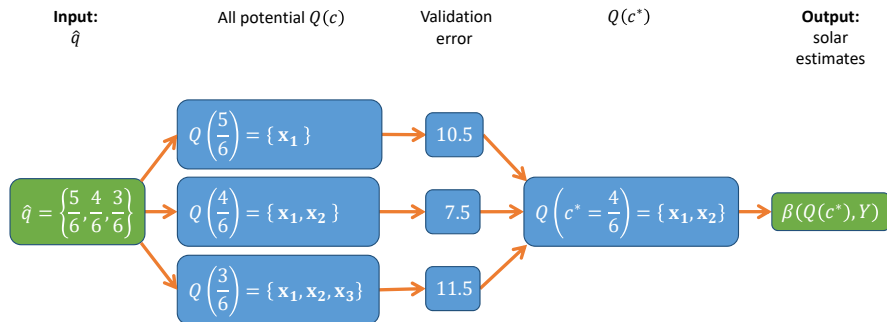 Input:
q̂
All potential Q(c)
Validation
error
Q(c*)
Output:
solar
estimates
q̂ = {5/6, 4/6, 3/6}
Q(5/6) = { x₁ }
10.5
Q(4/6) = { x₁, x₂ }
7.5
Q(c* = 4/6) = { x₁, x₂}
β(Q(c*), Y)
Q(3/6) = { x₁, x₂, x₃}
11.5